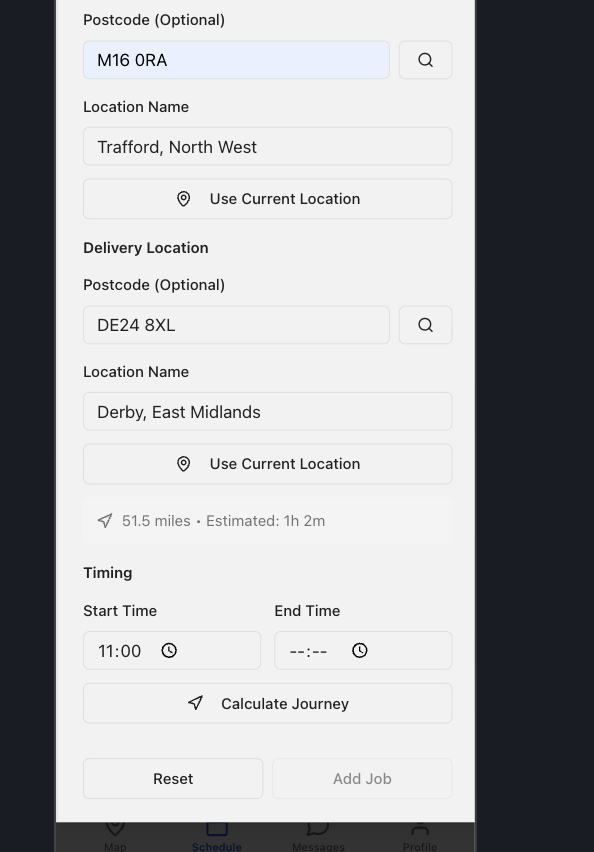 Postcode (Optional)
M16 0RA
Location Name
Trafford, North West
Use Current Location
Delivery Location
Postcode (Optional)
DE24 8XL
Location Name
Derby, East Midlands
Use Current Location
51.5 miles • Estimated: 1h 2m
Timing
Start Time End Time
11:00 --:--
Calculate Journey
Reset Add Job
Map Schedule Messages Profile